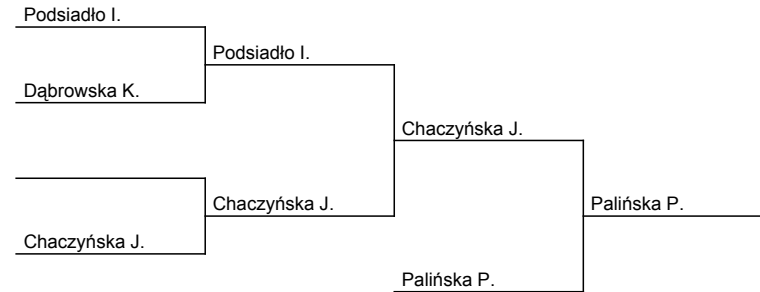 Podsiadło I.
Podsiadło I.
Dąbrowska K.
Chaczyńska J.
Chaczyńska J.
Palińska P.
Chaczyńska J.
Palińska P.